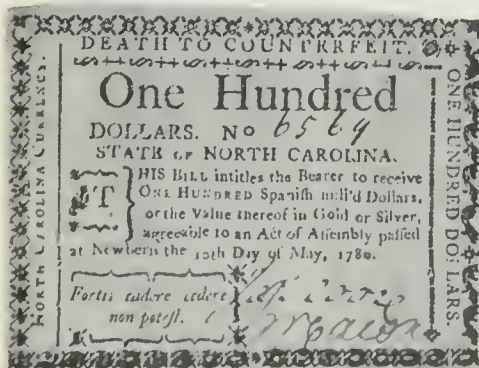 DEATH TO COUNTRRFEIT.
One Hundred
DOLLARS. No 6569
STATE OF NORTH CAROLINA.
THIS BILL intitles the Bearer to receive
ONE HUNDRED Spanish mill'd Dollars,
or the Value thereof in Gold or Silver,
agreeable to an Act of Assembly passed
at Newbern the 10th Day of May, 1780.
Fortis cadere cedere
non potest.
NORTH CAROLINA CURRENCY.
ONE HUNDRED DOLLARS.